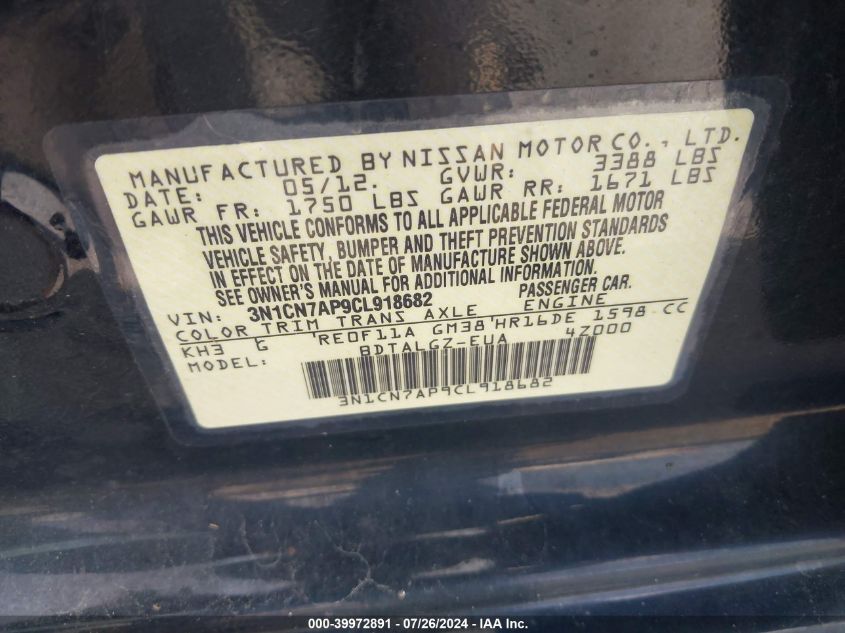 MANUFACTURED BY NISSAN MOTOR CO., LTD.
DATE: 05/12. GVWR: 3388 LBS
GAWR FR: 1750 LBS GAWR RR: 1671 LBS
THIS VEHICLE CONFORMS TO ALL APPLICABLE FEDERAL MOTOR
VEHICLE SAFETY, BUMPER AND THEFT PREVENTION STANDARDS
IN EFFECT ON THE DATE OF MANUFACTURE SHOWN ABOVE.
SEE OWNER'S MANUAL FOR ADDITIONAL INFORMATION.
VIN: 3N1CN7AP9CL918682 PASSENGER CAR.
COLOR TRIM TRANS AXLE ENGINE
KH3 G RE0F11A GM38 HR16DE 1598 CC
MODEL: BDTALGZ-EUA 4Z000
3N1CN7AP9CL918682
000-39972891 - 07/26/2024 - IAA Inc.